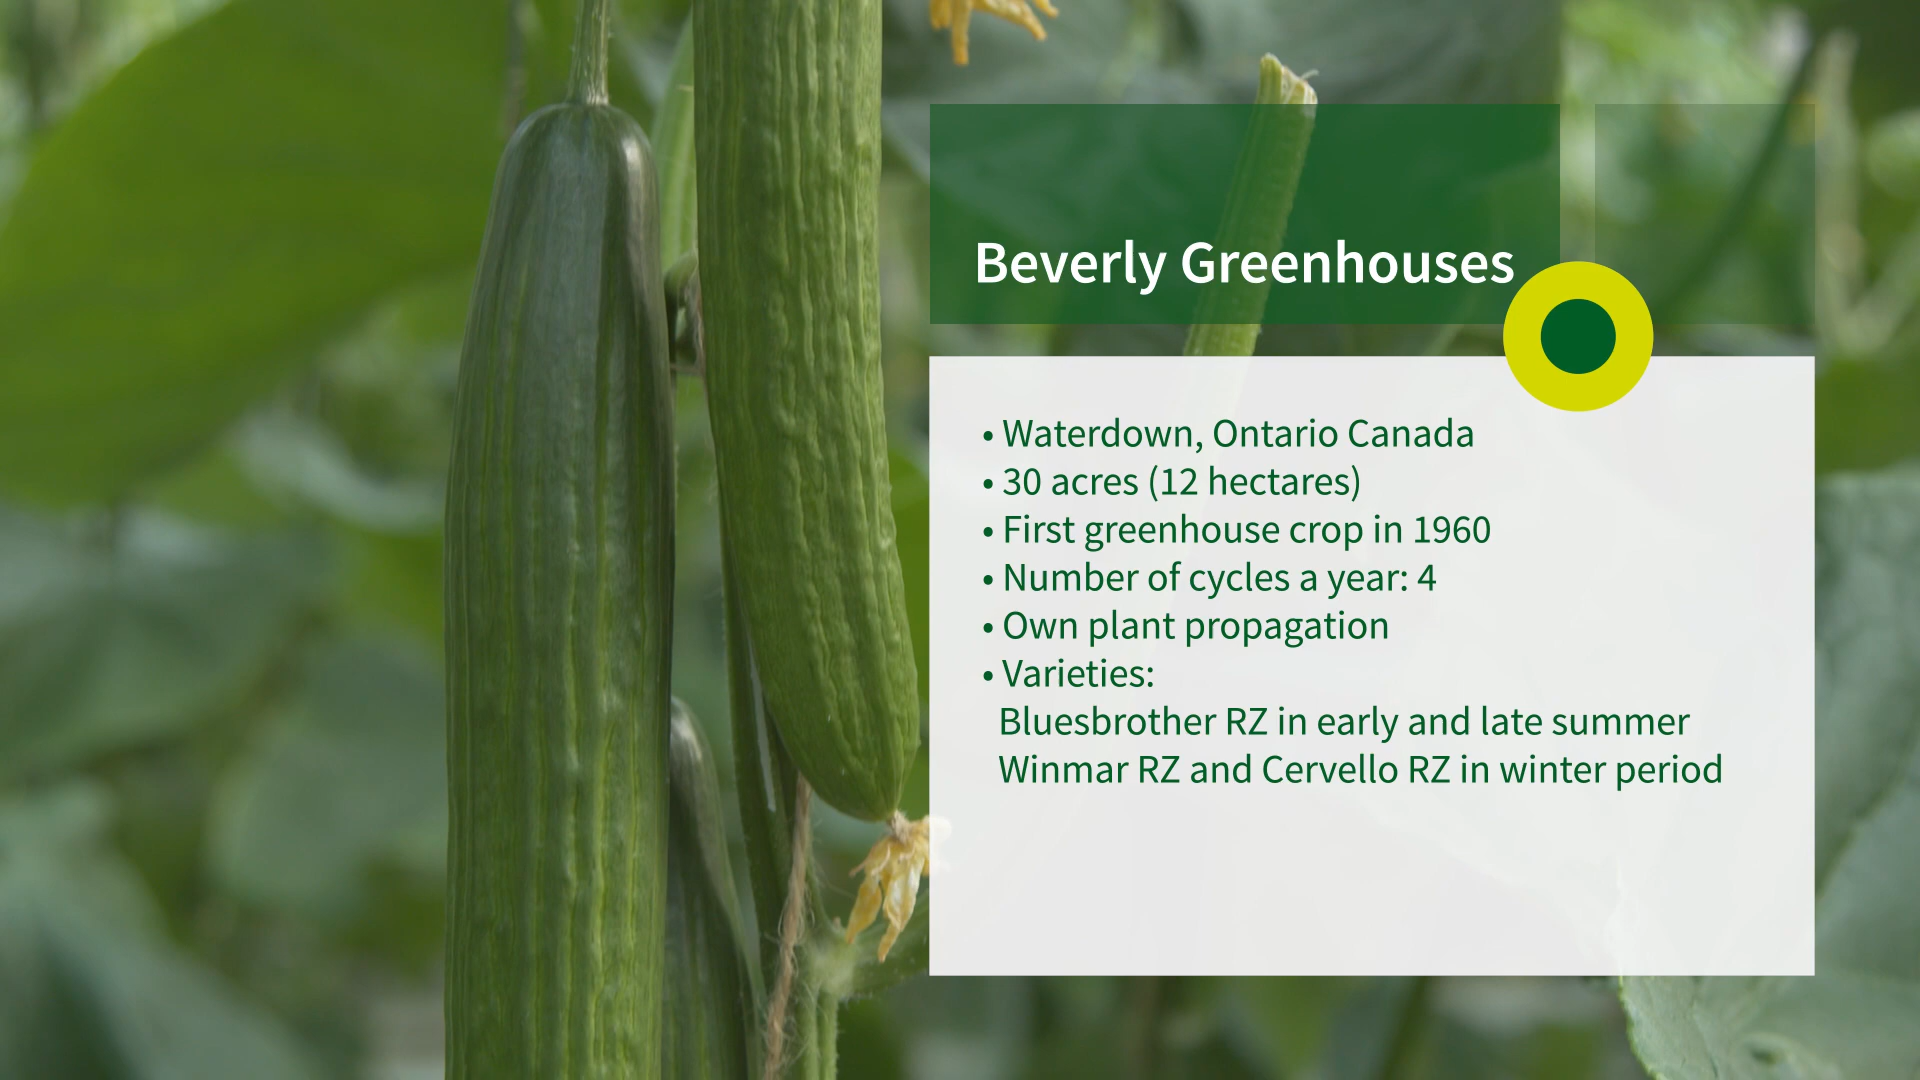 Beverly Greenhouses
• Waterdown, Ontario Canada
• 30 acres (12 hectares)
• First greenhouse crop in 1960
• Number of cycles a year: 4
• Own plant propagation
• Varieties:
Bluesbrother RZ in early and late summer
Winmar RZ and Cervello RZ in winter period